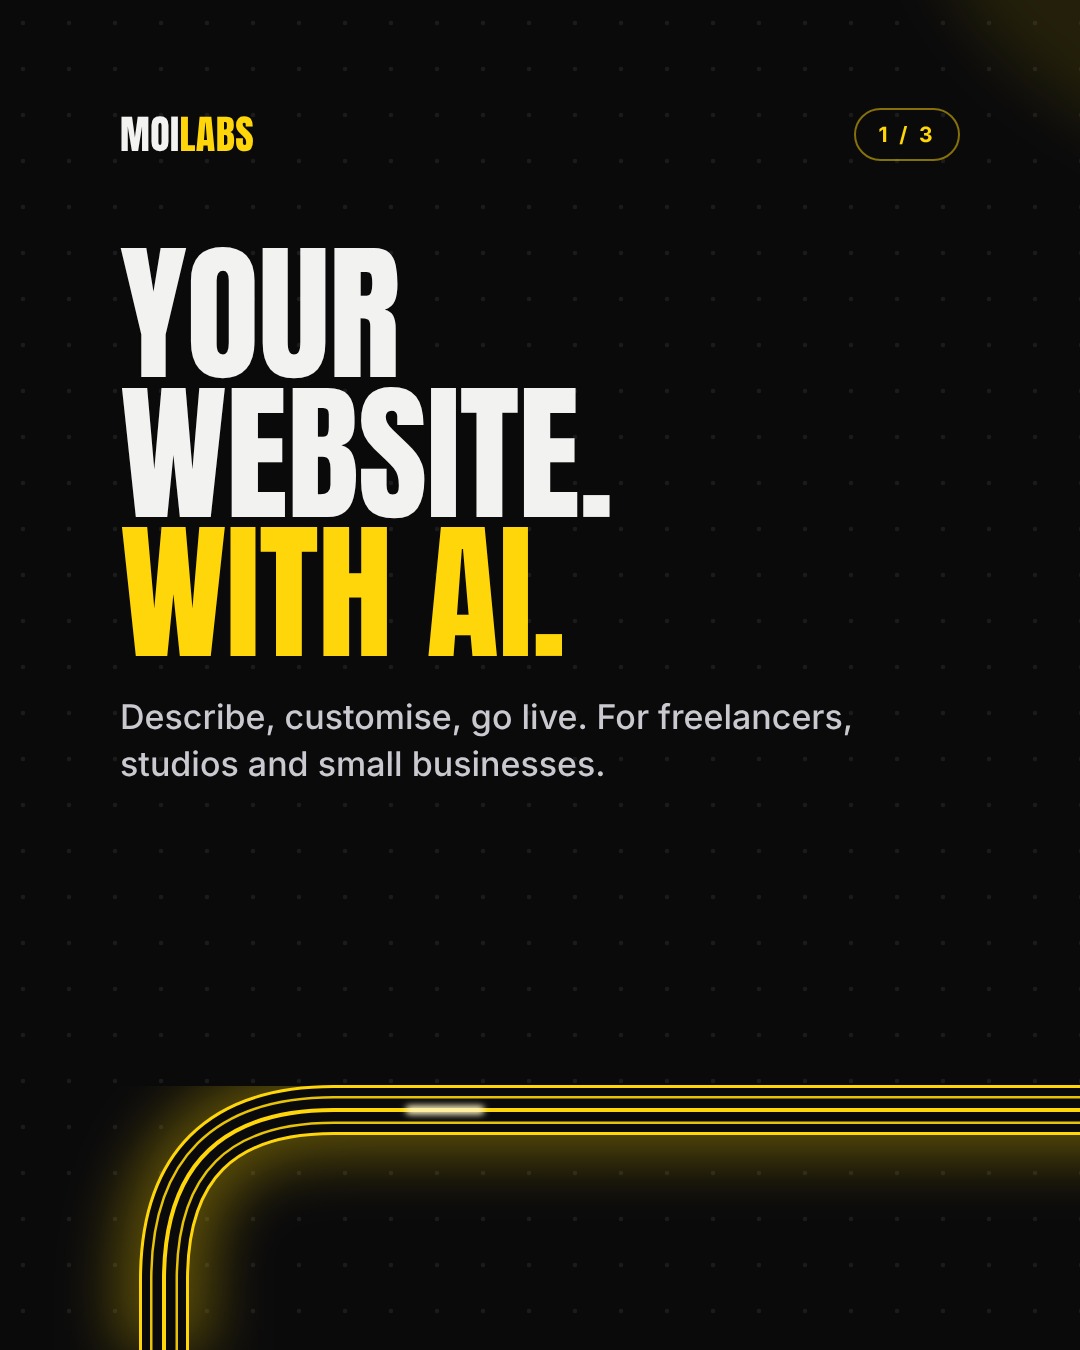 MOILABS
1 / 3
YOUR
WEBSITE.
WITH AI.
Describe, customise, go live. For freelancers,
studios and small businesses.